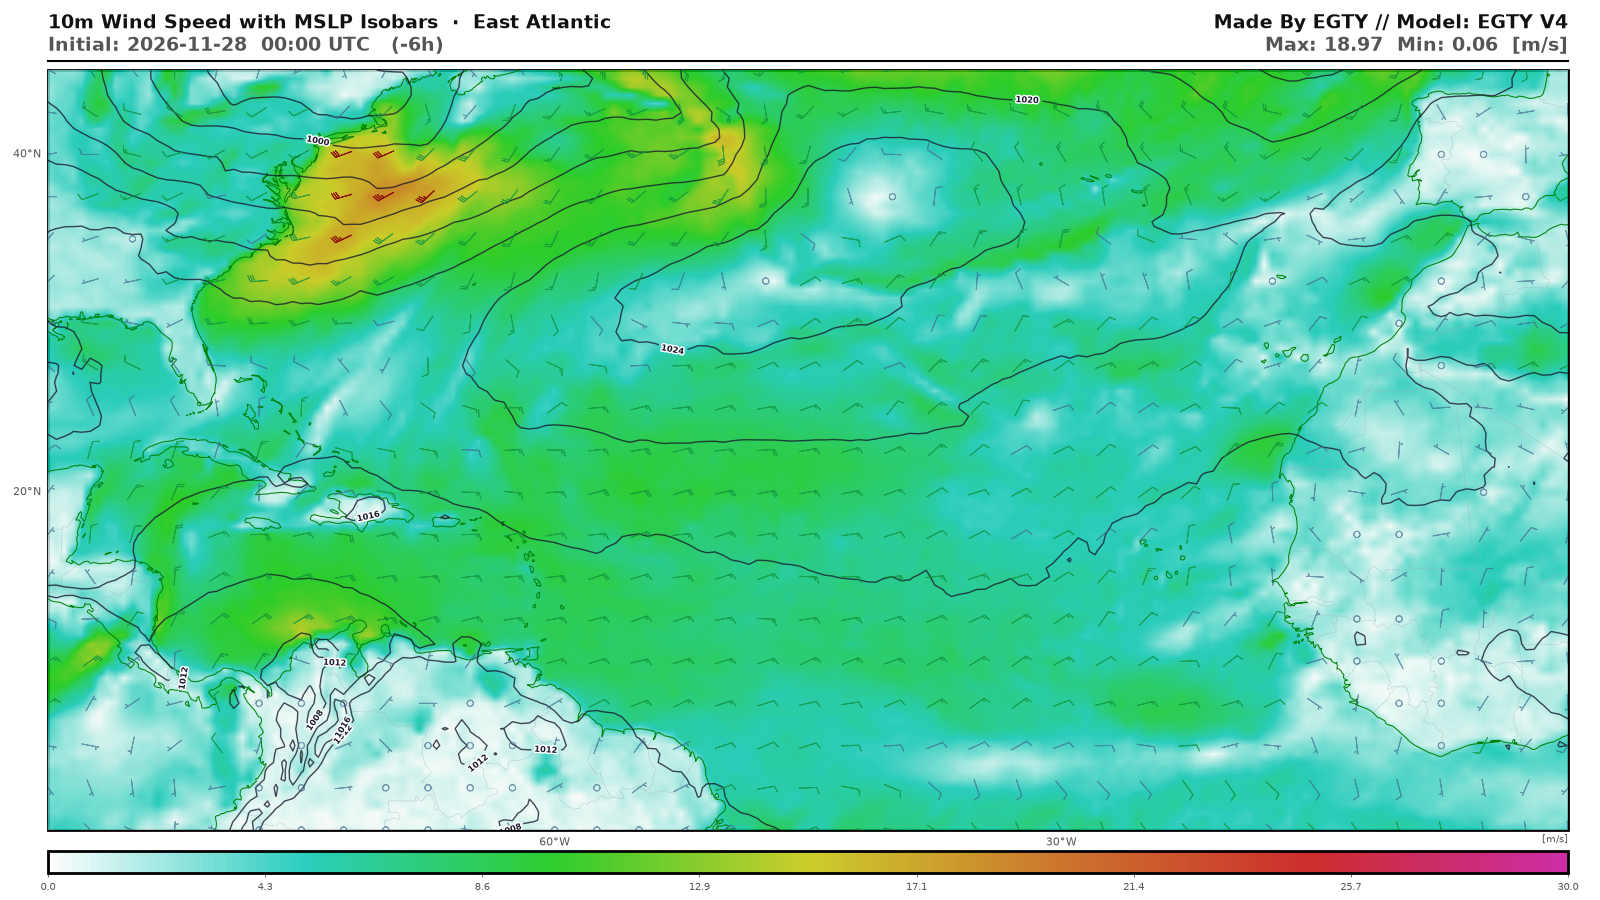 10m Wind Speed with MSLP Isobars · East Atlantic
Made By EGTY // Model: EGTY V4
Initial: 2026-11-28 00:00 UTC (-6h)
Max: 18.97 Min: 0.06 [m/s]
1020
1000
40°N
1024
20°N
1016
1012
1012
1008
1016
1012
1012
1012
1008
60°W
30°W
[m/s]
0.0
4.3
8.6
12.9
17.1
21.4
25.7
30.0